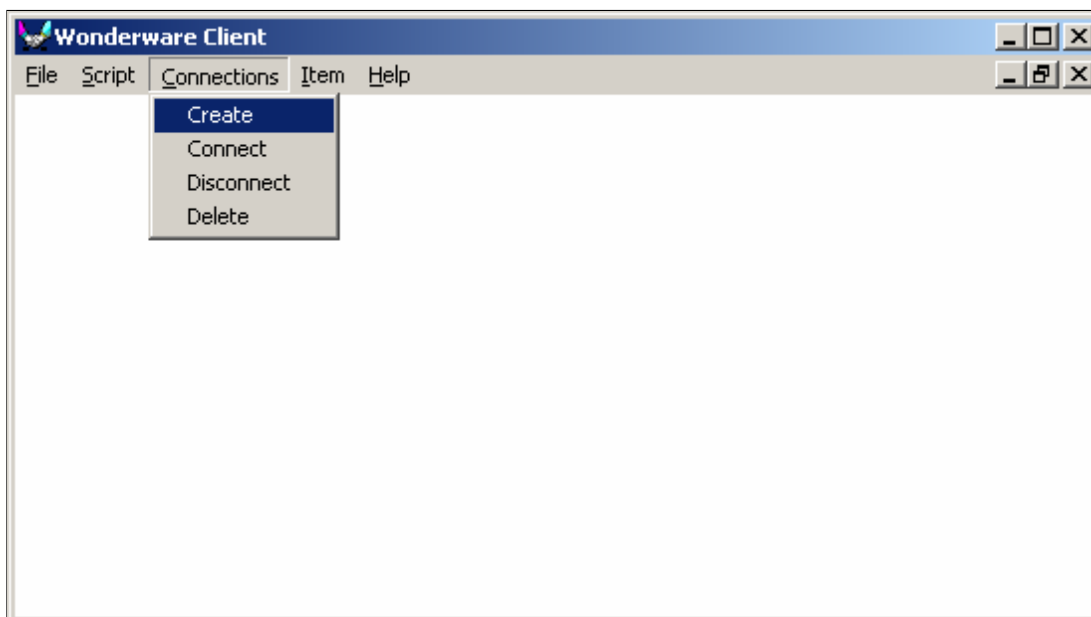 Wonderware Client
File Script Connections Item Help
Create
Connect
Disconnect
Delete